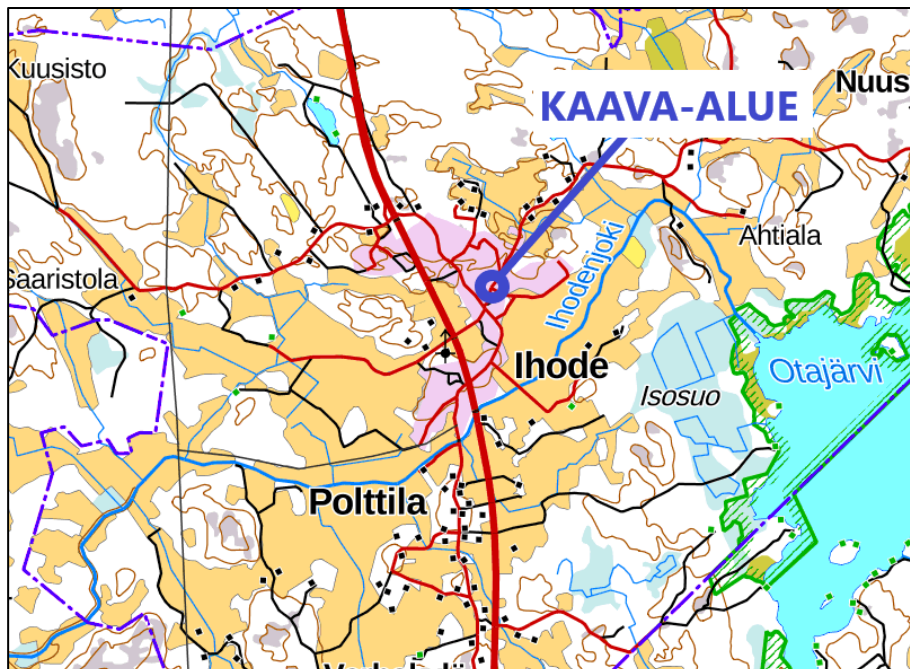 Kuusisto
Nuus
KAAVA-ALUE
Ahtiala
Saaristola
Ihodenjoki
Ihode
Otajärvi
Isosuo
Polttila